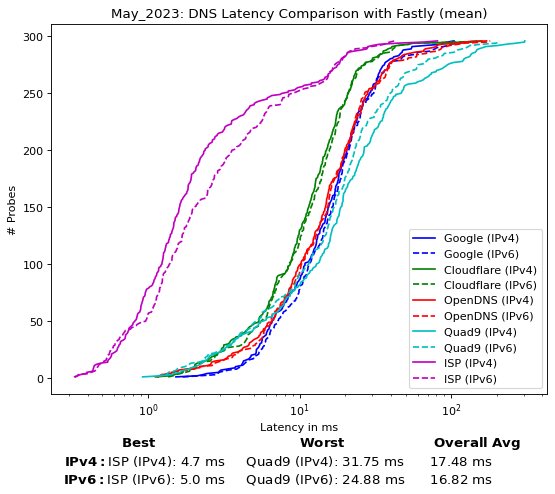 May_2023: DNS Latency Comparison with Fastly (mean)
300
250
200
150
100
50
0
# Probes
Google (IPv4)
Google (IPv6)
Cloudflare (IPv4)
Cloudflare (IPv6)
OpenDNS (IPv4)
OpenDNS (IPv6)
Quad9 (IPv4)
Quad9 (IPv6)
ISP (IPv4)
ISP (IPv6)
10⁰ 10¹ 10²
Latency in ms
Best Worst Overall Avg
IPv4: ISP (IPv4): 4.7 ms Quad9 (IPv4): 31.75 ms 17.48 ms
IPv6: ISP (IPv6): 5.0 ms Quad9 (IPv6): 24.88 ms 16.82 ms